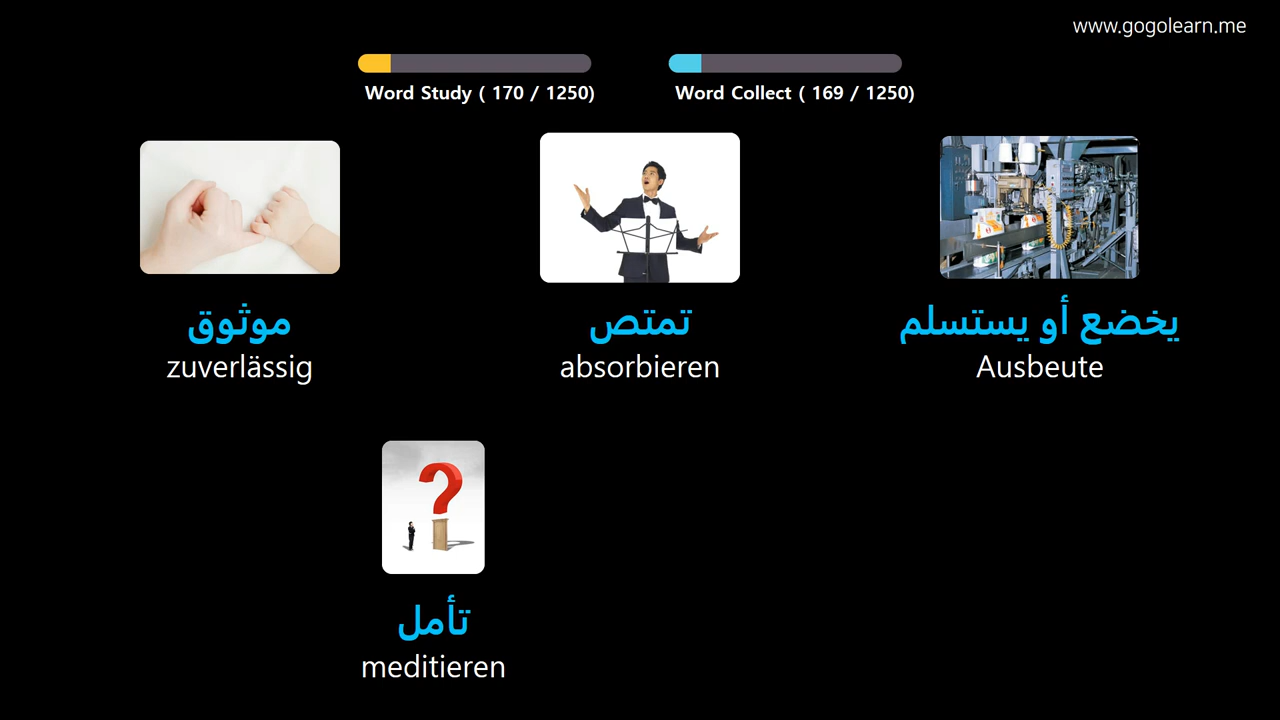 www.gogolearn.me
Word Study ( 170 / 1250)
Word Collect ( 169 / 1250)
موثوق
zuverlässig
تمتص
absorbieren
يخضع أو يستسلم
Ausbeute
تأمل
meditieren